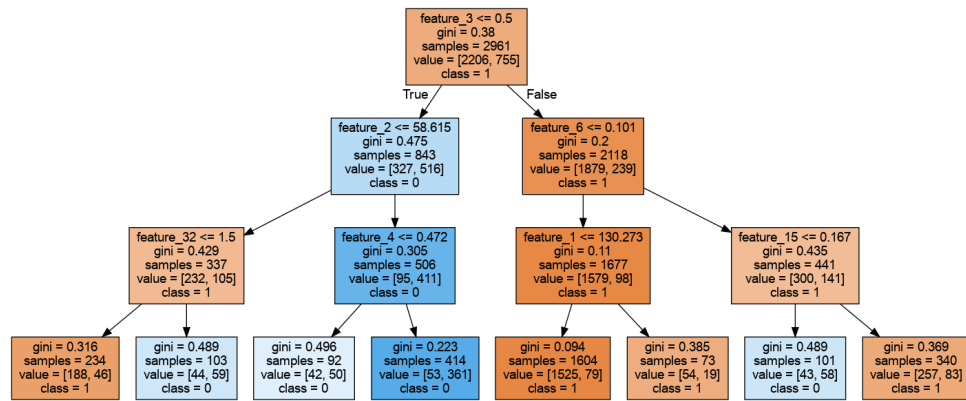 feature_3 <= 0.5
gini = 0.38
samples = 2961
value = [2206, 755]
class = 1
True
False
feature_2 <= 58.615
gini = 0.475
samples = 843
value = [327, 516]
class = 0
feature_6 <= 0.101
gini = 0.2
samples = 2118
value = [1879, 239]
class = 1
feature_32 <= 1.5
gini = 0.429
samples = 337
value = [232, 105]
class = 1
feature_4 <= 0.472
gini = 0.305
samples = 506
value = [95, 411]
class = 0
feature_1 <= 130.273
gini = 0.11
samples = 1677
value = [1579, 98]
class = 1
feature_15 <= 0.167
gini = 0.435
samples = 441
value = [300, 141]
class = 1
gini = 0.316
samples = 234
value = [188, 46]
class = 1
gini = 0.489
samples = 103
value = [44, 59]
class = 0
gini = 0.496
samples = 92
value = [42, 50]
class = 0
gini = 0.223
samples = 414
value = [53, 361]
class = 0
gini = 0.094
samples = 1604
value = [1525, 79]
class = 1
gini = 0.385
samples = 73
value = [54, 19]
class = 1
gini = 0.489
samples = 101
value = [43, 58]
class = 0
gini = 0.369
samples = 340
value = [257, 83]
class = 1